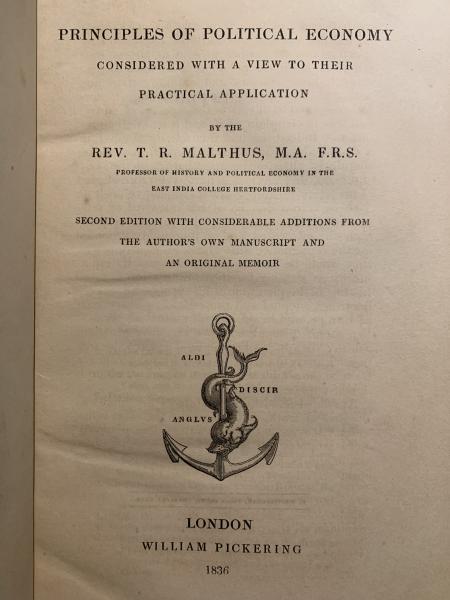 PRINCIPLES OF POLITICAL ECONOMY
CONSIDERED WITH A VIEW TO THEIR
PRACTICAL APPLICATION
BY THE
REV. T. R. MALTHUS, M.A. F.R.S.
PROFESSOR OF HISTORY AND POLITICAL ECONOMY IN THE
EAST INDIA COLLEGE HERTFORDSHIRE
SECOND EDITION WITH CONSIDERABLE ADDITIONS FROM
THE AUTHOR'S OWN MANUSCRIPT AND
AN ORIGINAL MEMOIR
ALDI
DISCIP
ANGLVS
LONDON
WILLIAM PICKERING
1836